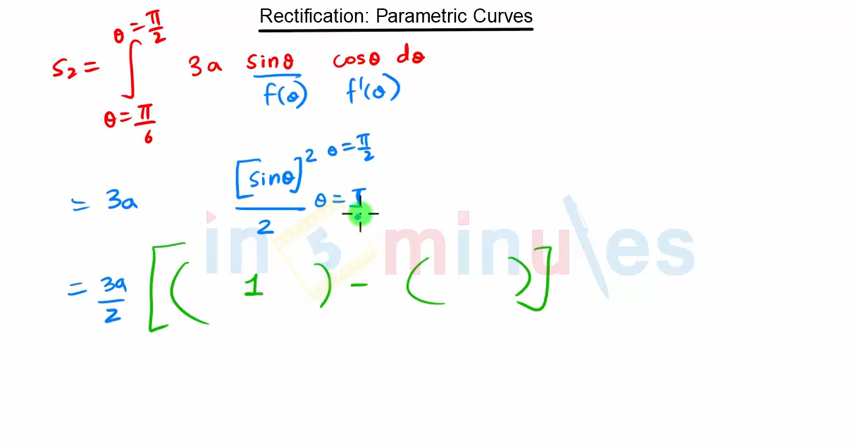 Rectification: Parametric Curves
S₂ = ∫_{θ = π/6}^{θ = π/2} 3a sinθ cosθ dθ
f(θ) f'(θ)
= 3a [sinθ]²/2 θ = π/2 θ = π
= 3a/2 [( 1 ) - ( )]
in 5 minutes